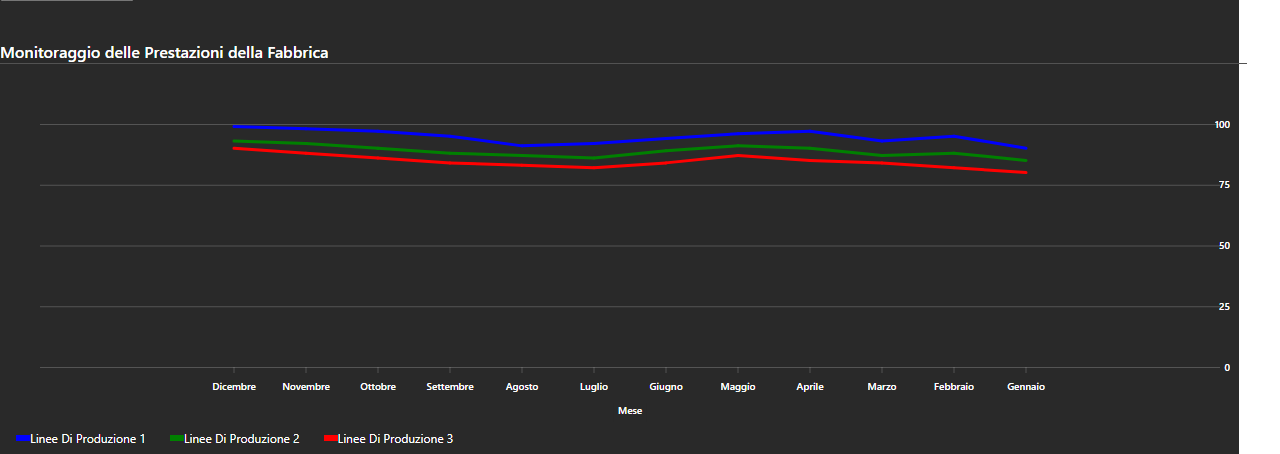 Monitoraggio delle Prestazioni della Fabbrica
100
75
50
25
0
Dicembre Novembre Ottobre Settembre Agosto Luglio Giugno Maggio Aprile Marzo Febbraio Gennaio
Mese
Linee Di Produzione 1 Linee Di Produzione 2 Linee Di Produzione 3